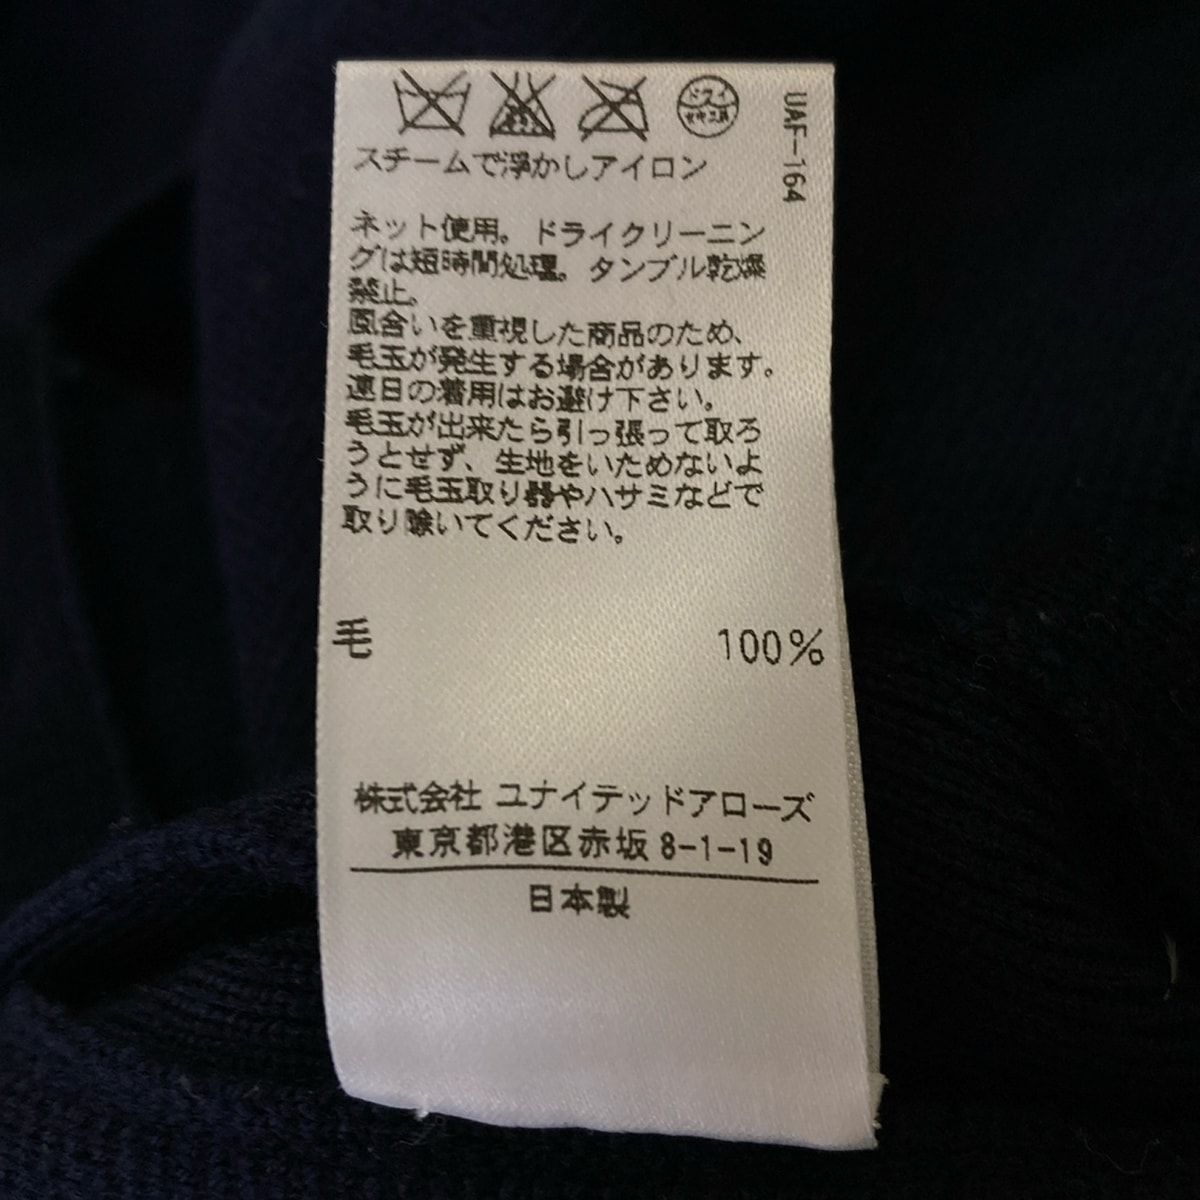 ドライ
セキユ系
UAF-164
スチームで浮かしアイロン
ネット使用。ドライクリーニン
グは短時間処理。タンブル乾燥
禁止。
風合いを重視した商品のため、
毛玉が発生する場合があります。
連日の着用はお避け下さい。
毛玉が出来たら引っ張って取ろ
うとせず、生地をいためないよ
うに毛玉取り器やハサミなどで
取り除いてください。
毛 100%
株式会社 ユナイテッドアローズ
東京都港区赤坂 8-1-19
日本製